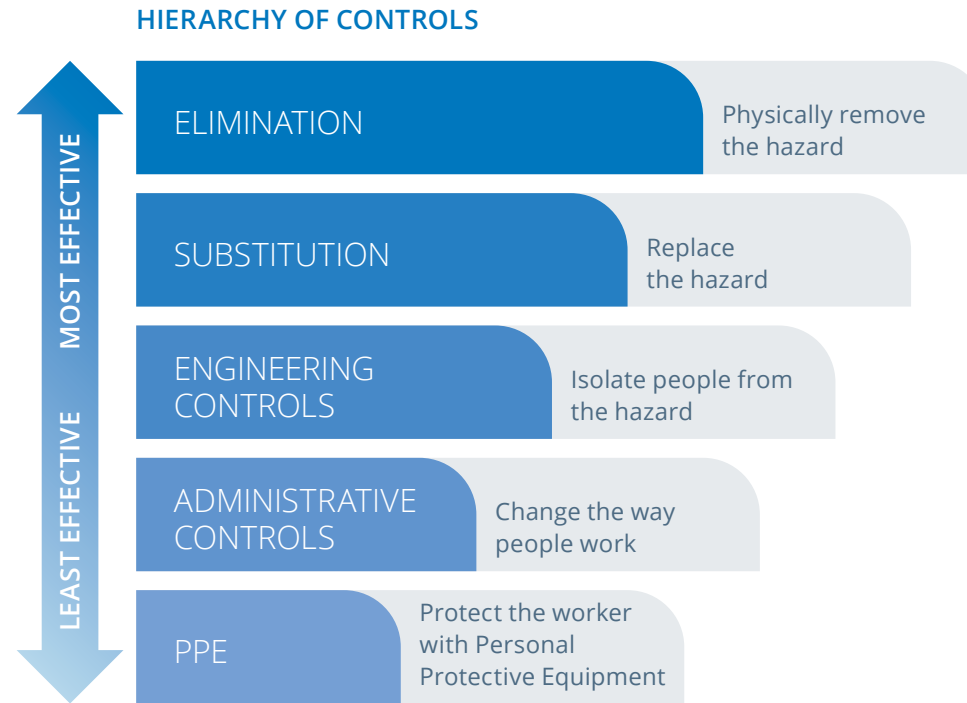 HIERARCHY OF CONTROLS
MOST EFFECTIVE
LEAST EFFECTIVE
ELIMINATION
Physically remove
the hazard
SUBSTITUTION
Replace
the hazard
ENGINEERING
CONTROLS
Isolate people from
the hazard
ADMINISTRATIVE
CONTROLS
Change the way
people work
PPE
Protect the worker
with Personal
Protective Equipment